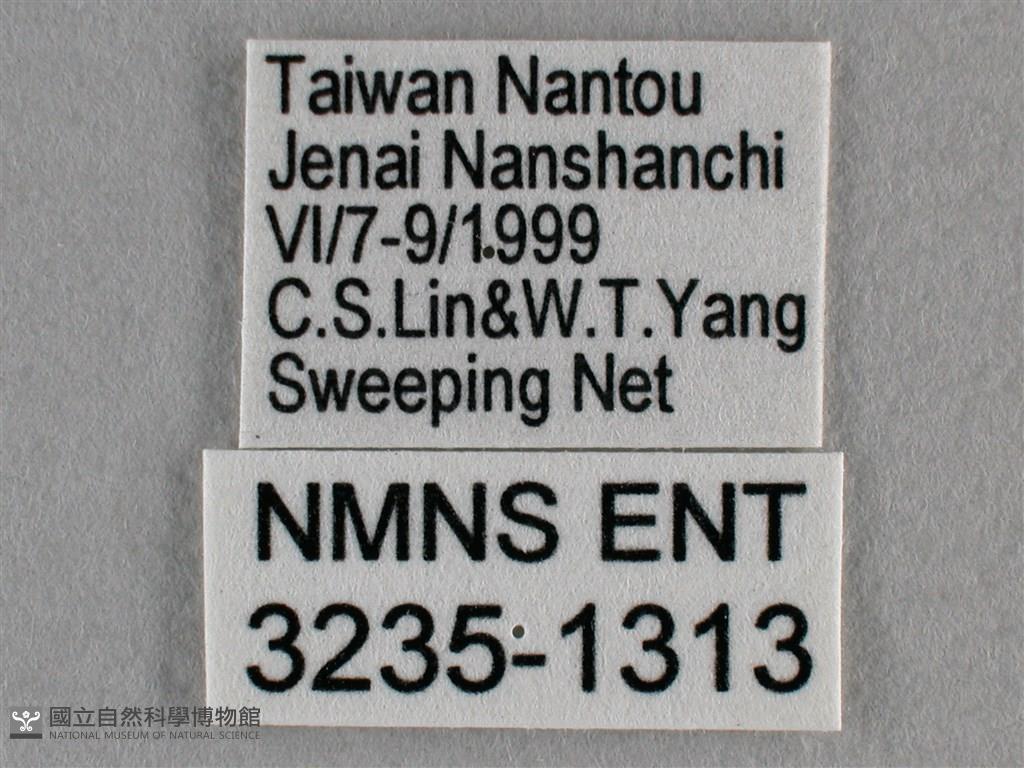 Taiwan Nantou
Jenai Nanshanchi
VI/7-9/1999
C.S.Lin&W.T.Yang
Sweeping Net
NMNS ENT
3235-1313
國立自然科學博物館
NATIONAL MUSEUM OF NATURAL SCIENCE